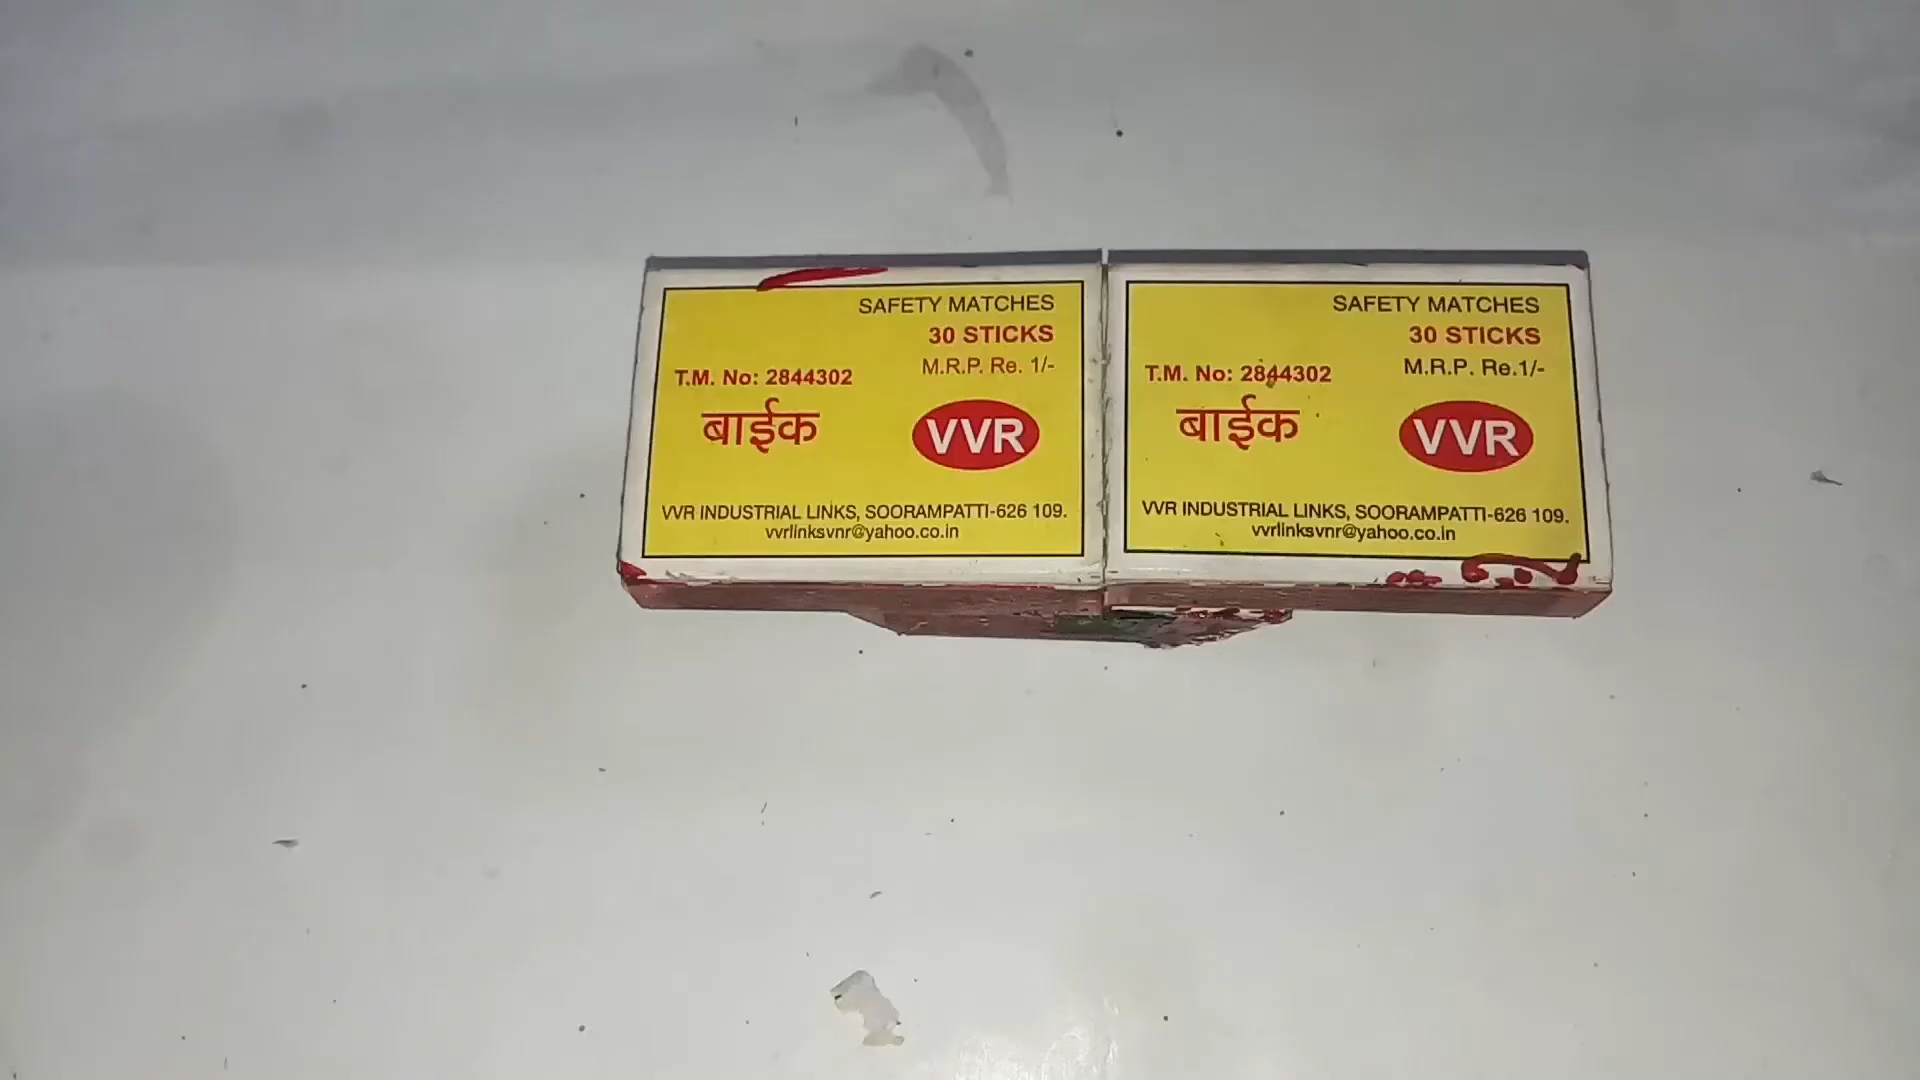 SAFETY MATCHES
30 STICKS
M.R.P. Re. 1/-
T.M. No: 2844302
बाईक
VVR
VVR INDUSTRIAL LINKS, SOORAMPATTI-626 109.
vvrlinksvnr@yahoo.co.in
SAFETY MATCHES
30 STICKS
M.R.P. Re.1/-
T.M. No: 2844302
बाईक
VVR
VVR INDUSTRIAL LINKS, SOORAMPATTI-626 109.
vvrlinksvnr@yahoo.co.in